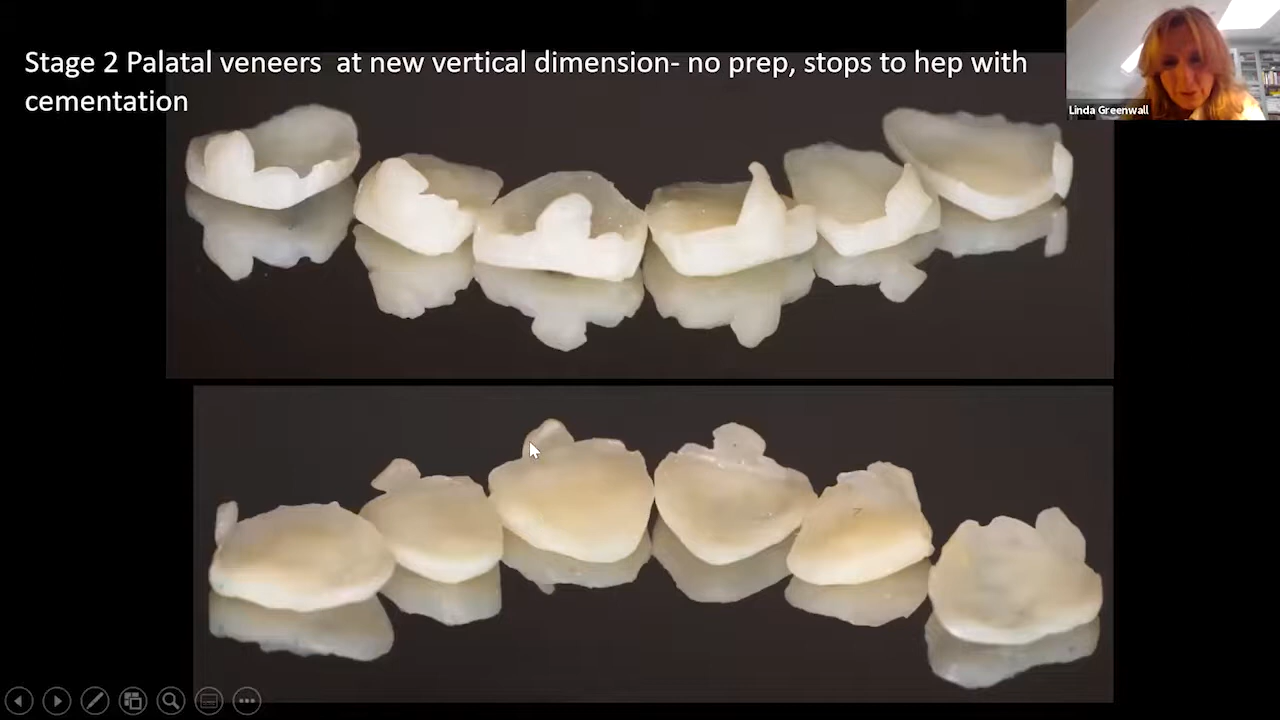 Stage 2 Palatal veneers at new vertical dimension- no prep, stops to hep with
cementation
Linda Greenwall